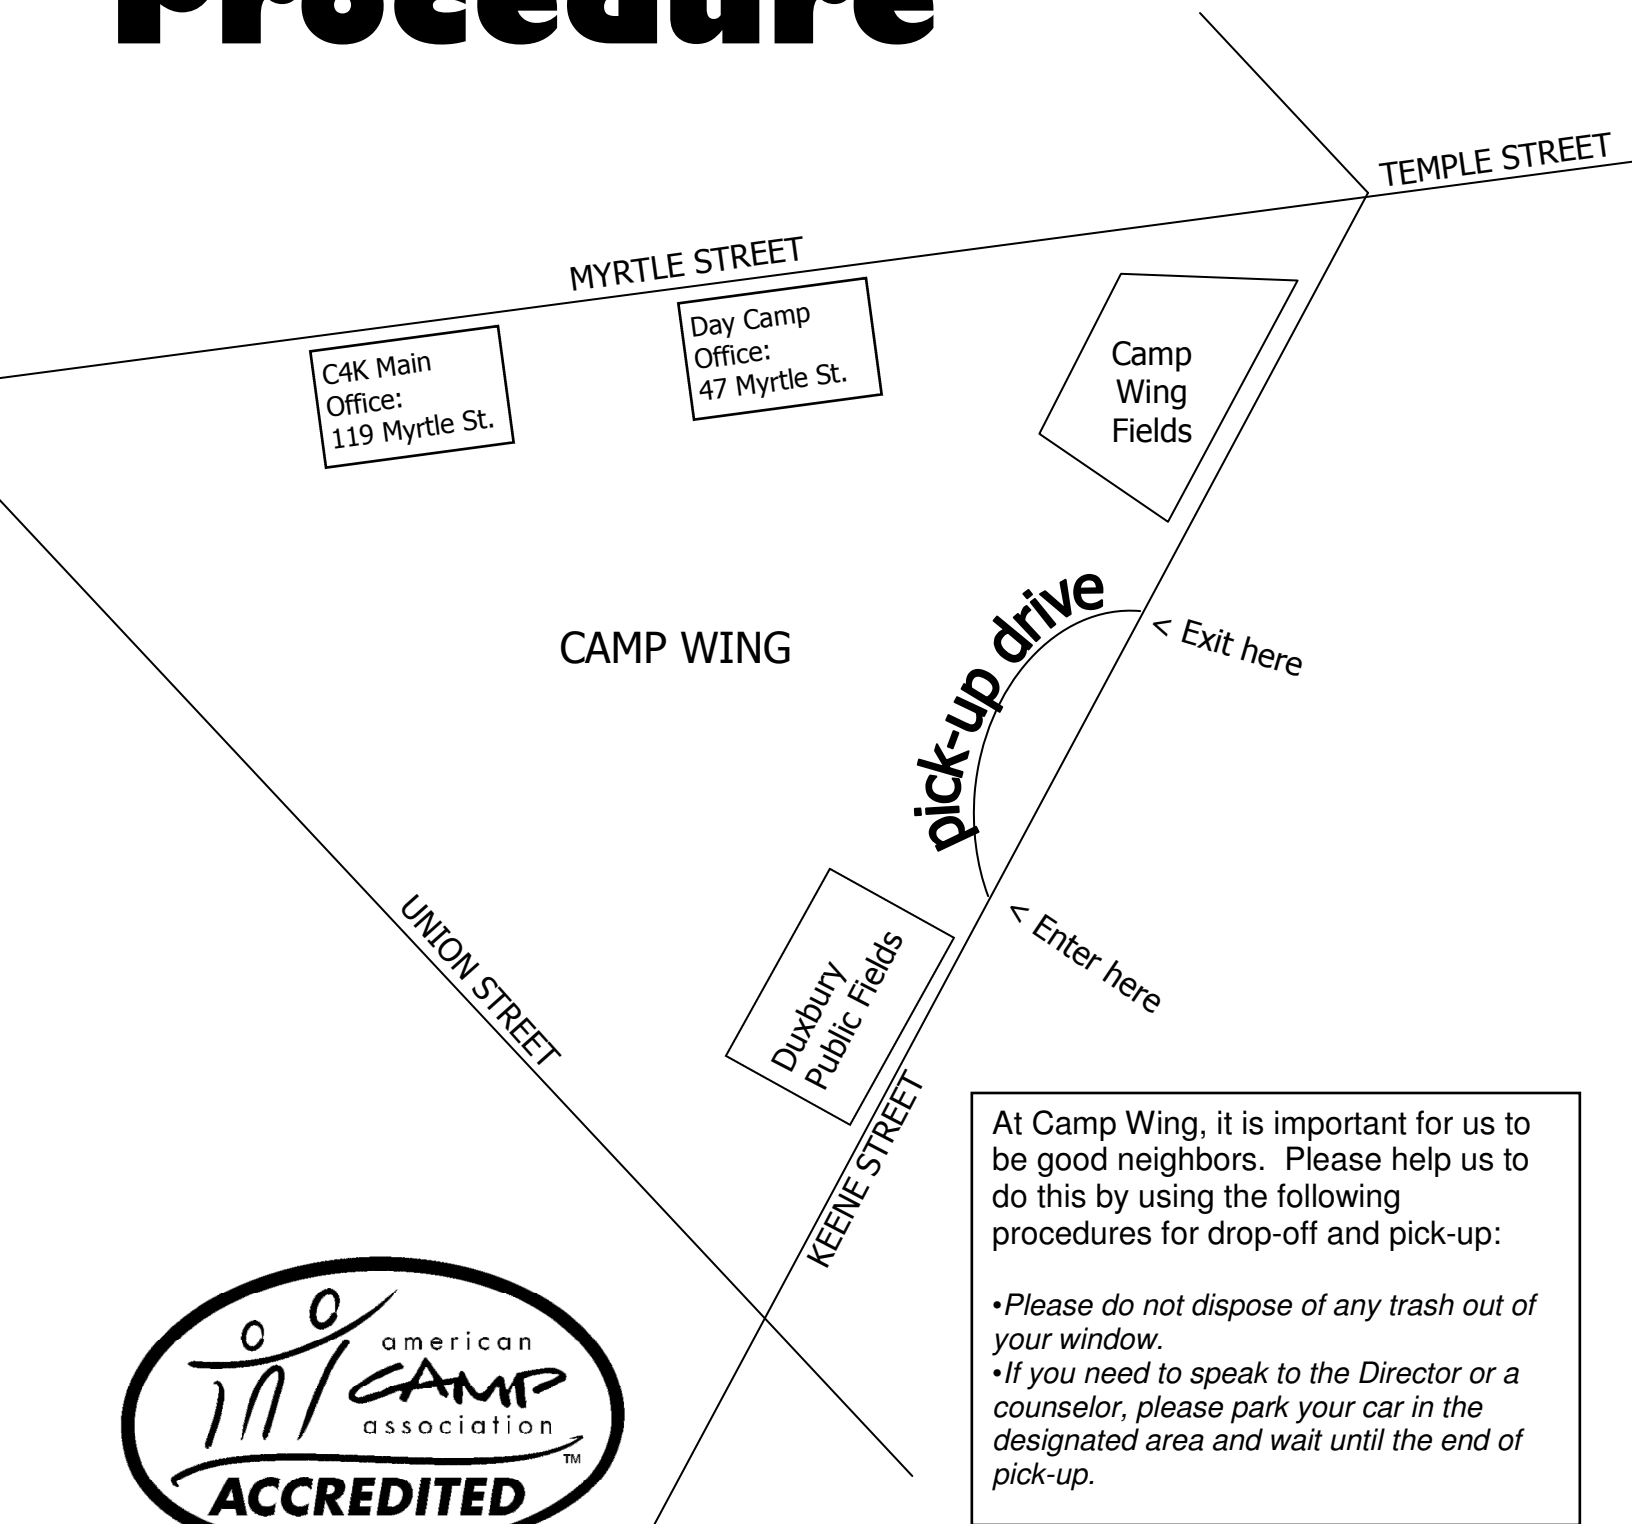 Procedure
TEMPLE STREET
MYRTLE STREET
C4K Main
Office:
119 Myrtle St.
Day Camp
Office:
47 Myrtle St.
Camp
Wing
Fields
pick-up drive
< Exit here
CAMP WING
< Enter here
UNION STREET
Duxbury
Public Fields
KEENE STREET
At Camp Wing, it is important for us to
be good neighbors.  Please help us to
do this by using the following
procedures for drop-off and pick-up:
•Please do not dispose of any trash out of
your window.
•If you need to speak to the Director or a
counselor, please park your car in the
designated area and wait until the end of
pick-up.
american
CAMP
association
™
ACCREDITED